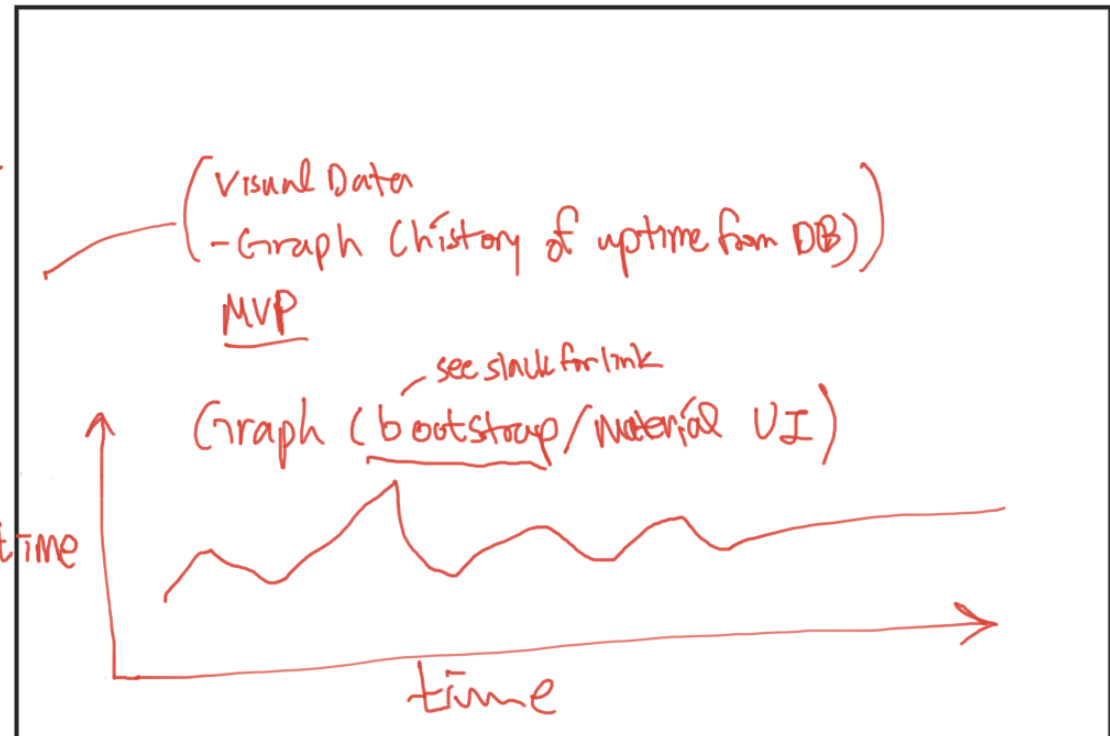 (Visual Data
- Graph (history of uptime from DB))
MVP
see slack for link
Graph (bootstrap/Material UI)
time
time